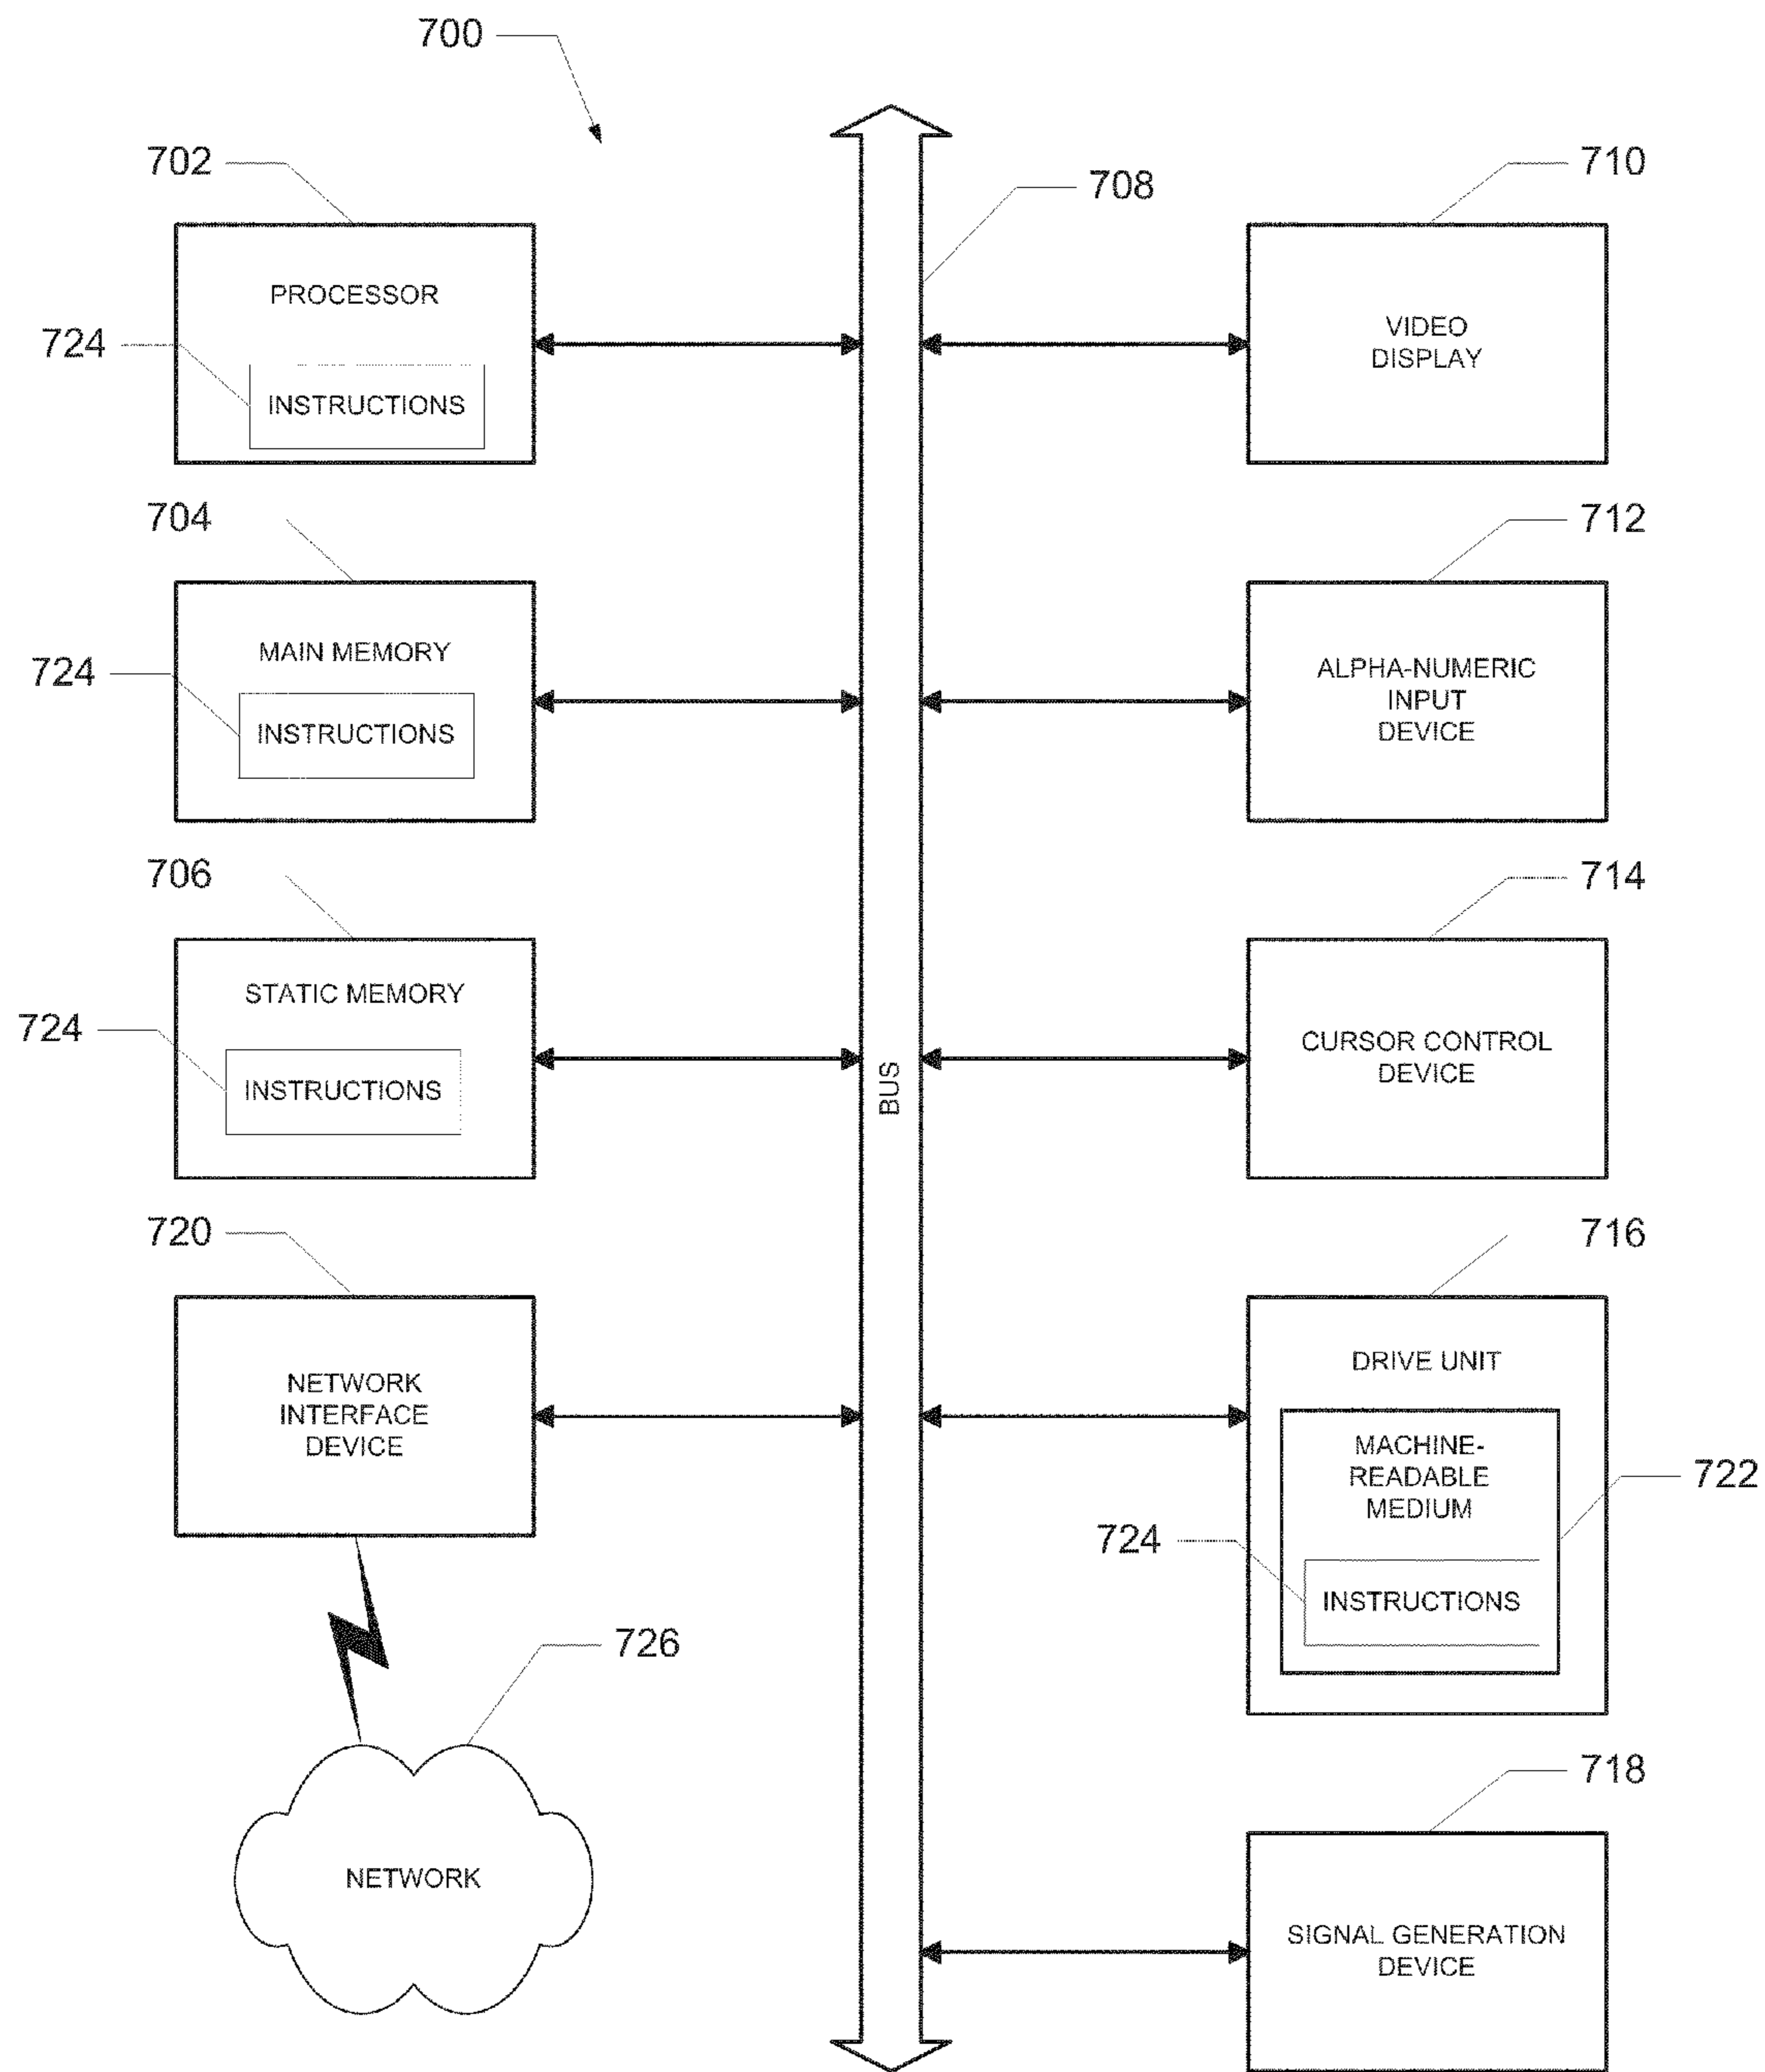 700
702
708
710
PROCESSOR
724
INSTRUCTIONS
VIDEO
DISPLAY
704
712
MAIN MEMORY
724
INSTRUCTIONS
ALPHA-NUMERIC
INPUT
DEVICE
706
714
STATIC MEMORY
724
INSTRUCTIONS
BUS
CURSOR CONTROL
DEVICE
720
716
NETWORK
INTERFACE
DEVICE
DRIVE UNIT
MACHINE-
READABLE
MEDIUM
722
724
INSTRUCTIONS
726
NETWORK
718
SIGNAL GENERATION
DEVICE